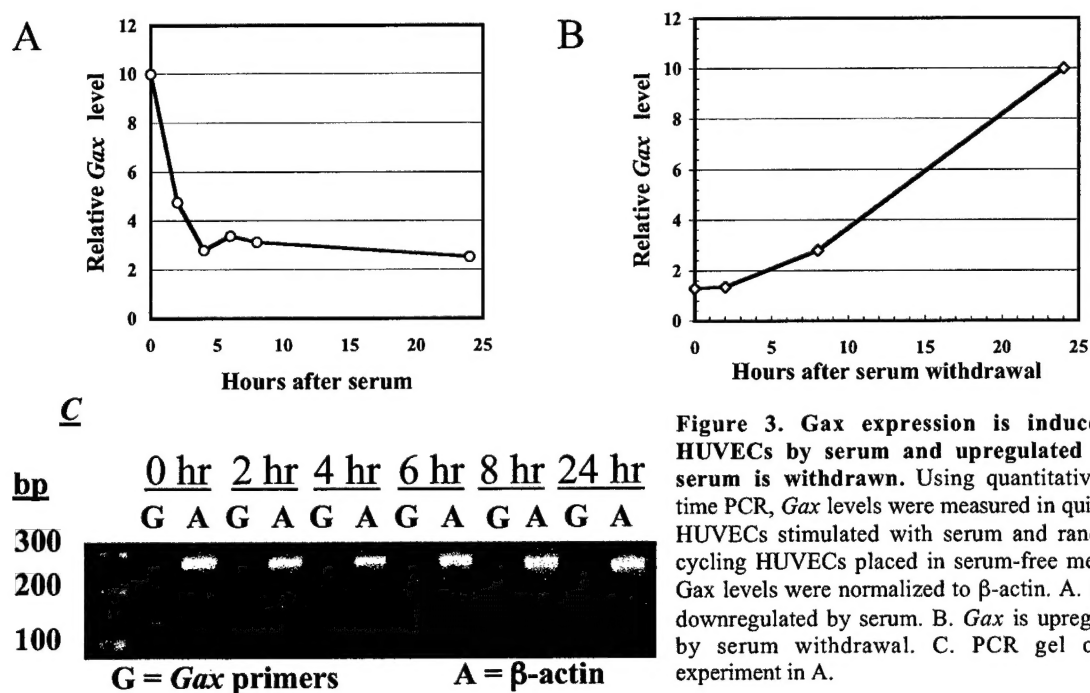 A
12
10
8
6
4
2
0
Relative Gax level
0 5 10 15 20 25
Hours after serum
B
12
10
8
6
4
2
0
Relative Gax level
0 5 10 15 20 25
Hours after serum withdrawal
C
bp
0 hr 2 hr 4 hr 6 hr 8 hr 24 hr
G A G A G A G A G A G A
300
200
100
G = Gax primers A = β-actin
Figure 3. Gax expression is induce
HUVECs by serum and upregulated
serum is withdrawn. Using quantitativ
time PCR, Gax levels were measured in qui
HUVECs stimulated with serum and ran
cycling HUVECs placed in serum-free me
Gax levels were normalized to β-actin. A.
downregulated by serum. B. Gax is upreg
by serum withdrawal. C. PCR gel o
experiment in A.